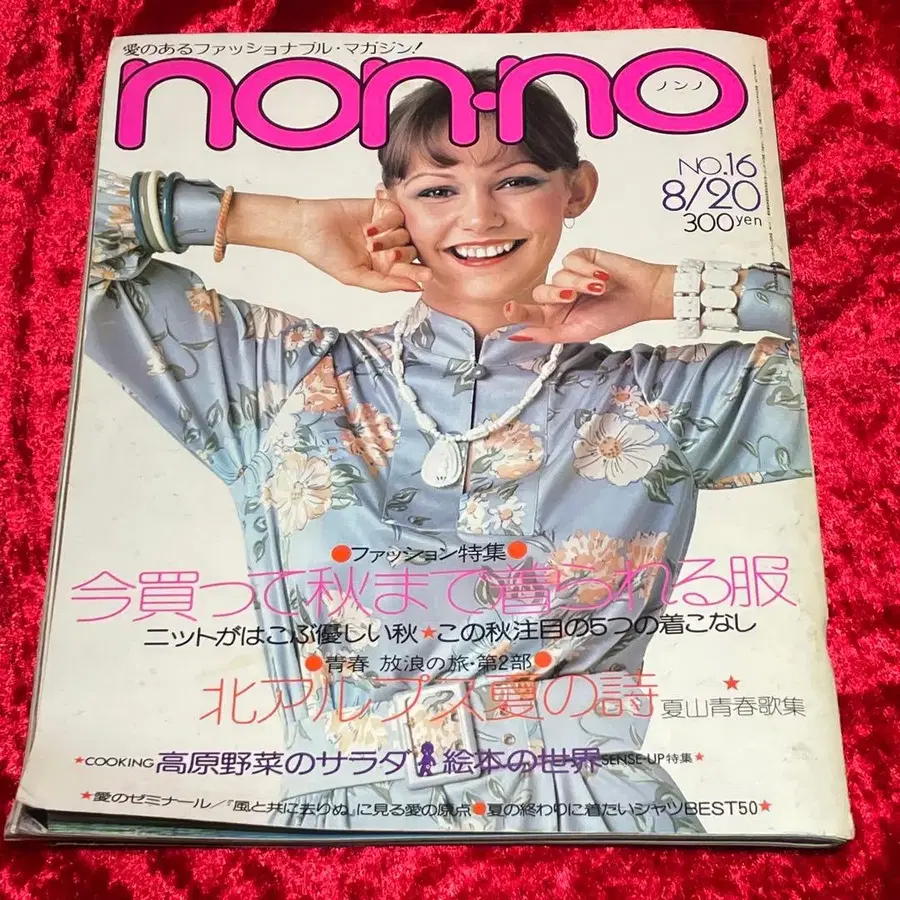 愛のあるファッショナブル・マガジン!
non・no
ノンノ
NO.16
8/20
300yen
●ファッション特集●
今買って秋まで着られる服
ニットがはこぶ優しい秋★この秋注目の5つの着こなし
●青春 放浪の旅・第2部●
北アルプス愛の詩 夏山青春歌集★
★COOKING 高原野菜のサラダ 絵本の世界 SENSE-UP特集★
★愛のゼミナール/『風と共に去りぬ』に見る愛の原点●夏の終わりに着たいシャツBEST50★